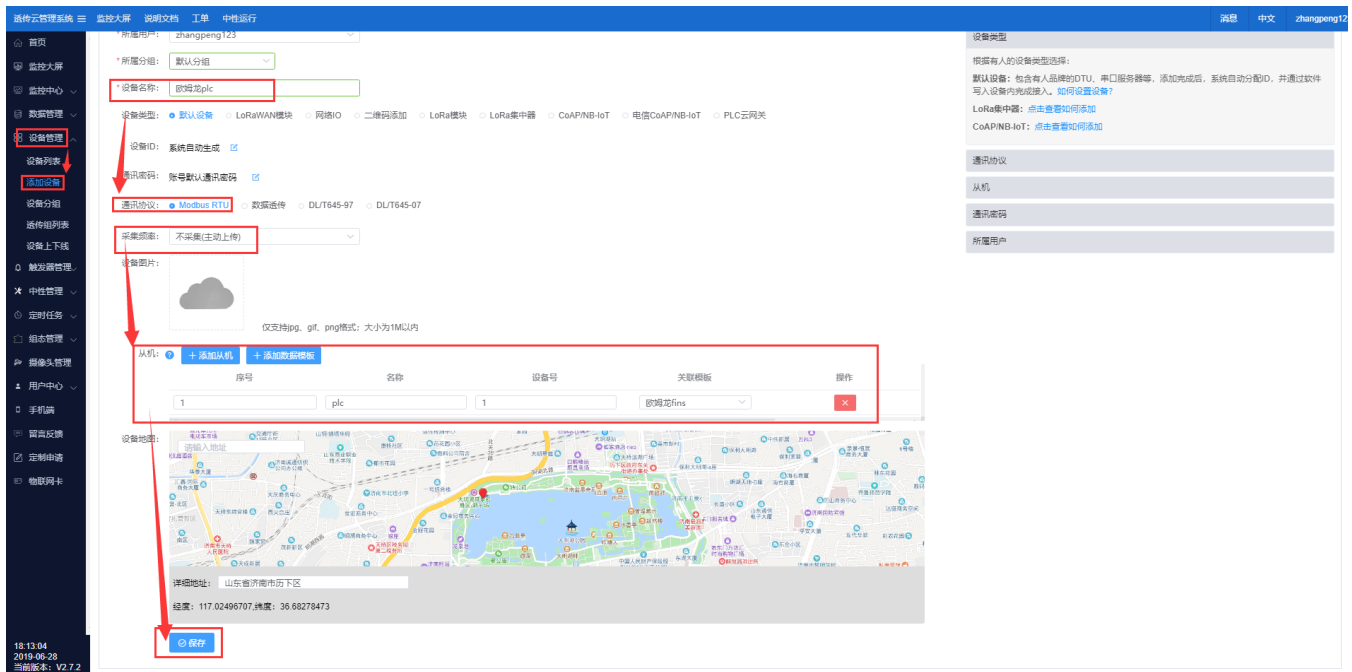 透传云管理系统 监控大屏 说明文档 工单 中性运行 消息 中文 zhangpeng12
首页
监控大屏
监控中心
数据管理
设备管理
设备列表
添加设备
设备分组
透传组列表
设备上下线
触发器管理
中性管理
定时任务
组态管理
摄像头管理
用户中心
手机端
留言反馈
定制申请
物联网卡
18:13:04
2019-06-28
当前版本: V2.7.2
*所属用户: zhangpeng123
*所属分组: 默认分组
*设备名称: 欧姆龙plc
设备类型: 默认设备 LoRaWAN模块 网络IO 二维码添加 LoRa模块 LoRa集中器 CoAP/NB-IoT 电信CoAP/NB-IoT PLC云网关
设备ID: 系统自动生成
通讯密码: 账号默认通讯密码
通讯协议: Modbus RTU 数据透传 DL/T645-97 DL/T645-07
采集频率: 不采集(主动上传)
设备图片:
仅支持jpg、gif、png格式; 大小为1M以内
从机: ? + 添加从机 + 添加数据模板
序号 名称 设备号 关联模板 操作
1 plc 1 欧姆龙fins
设备地图:
请输入地址
详细地址: 山东省济南市历下区
经度: 117.02496707,纬度: 36.68278473
保存
设备类型
根据有人的设备类型选择:
默认设备: 包含有人品牌的DTU、串口服务器等，添加完成后，系统自动分配ID、并通过软件
写入设备内完成接入。如何设置设备?
LoRa集中器: 点击查看如何添加
CoAP/NB-IoT: 点击查看如何添加
通讯协议
从机
通讯密码
所属用户